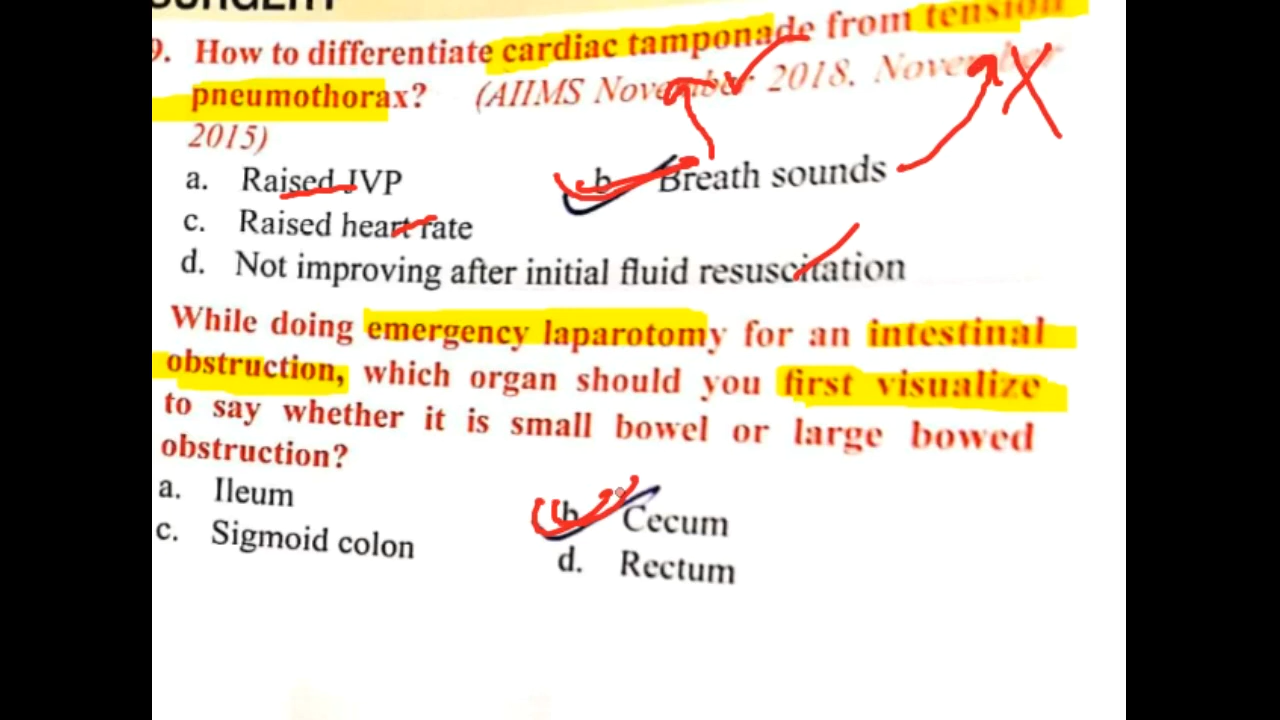 SURGERY
9. How to differentiate cardiac tamponade from tension
pneumothorax? (AIIMS November 2018. November
2015)
a. Raised JVP b. Breath sounds
c. Raised heart rate
d. Not improving after initial fluid resuscitation
While doing emergency laparotomy for an intestinal
obstruction, which organ should you first visualize
to say whether it is small bowel or large bowed
obstruction?
a. Ileum b. Cecum
c. Sigmoid colon d. Rectum